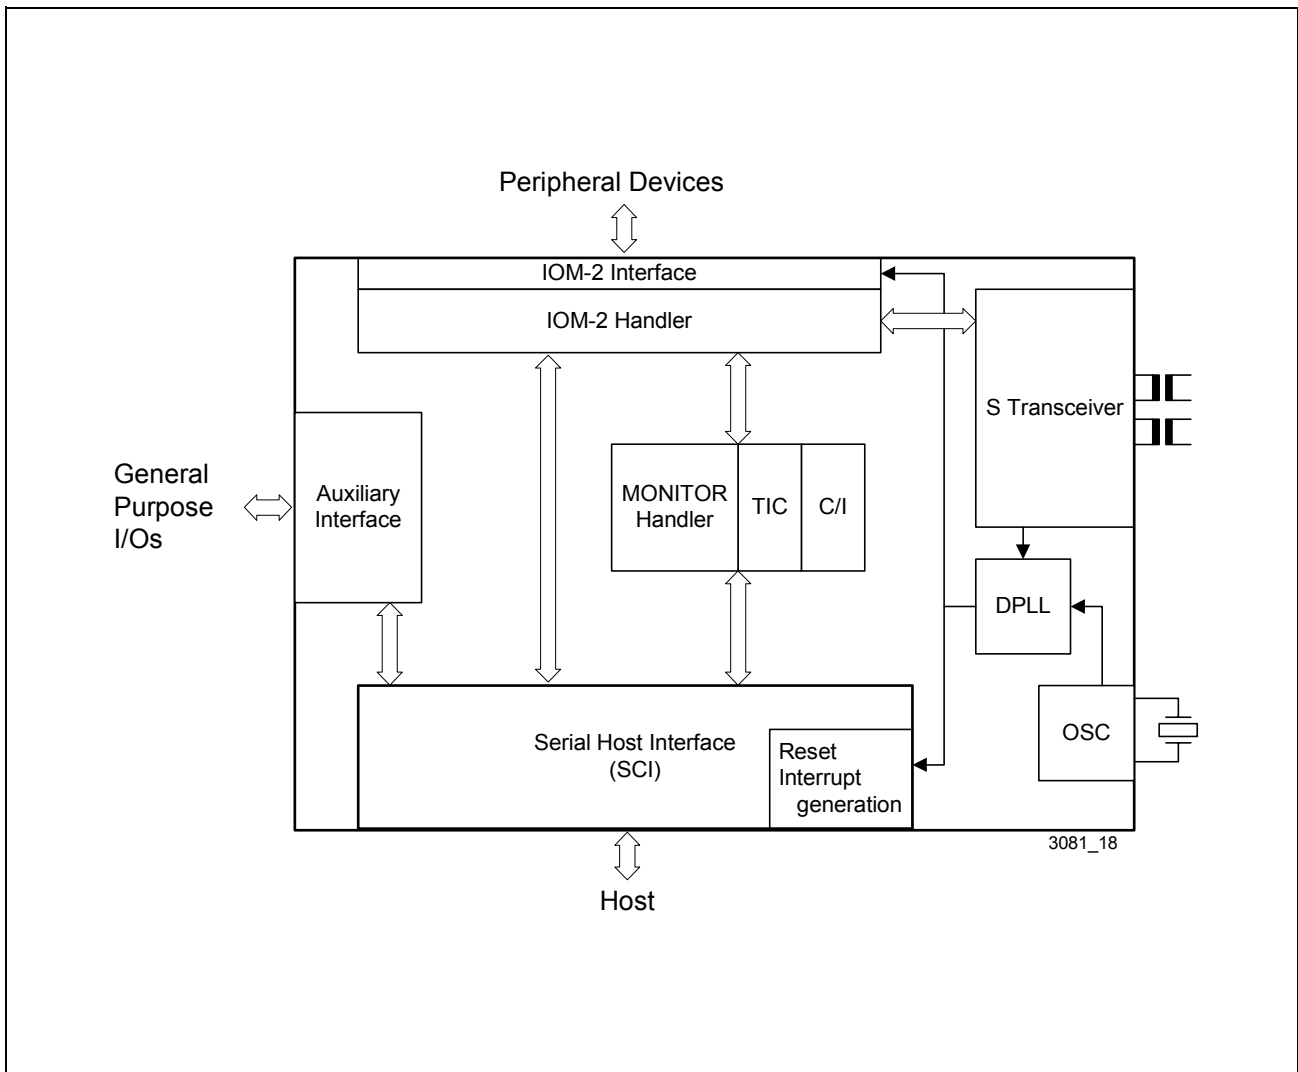 Peripheral Devices
IOM-2 Interface
IOM-2 Handler
S Transceiver
General
Purpose
I/Os
Auxiliary
Interface
MONITOR
Handler
TIC
C/I
DPLL
Serial Host Interface
(SCI)
Reset
Interrupt
generation
OSC
3081_18
Host